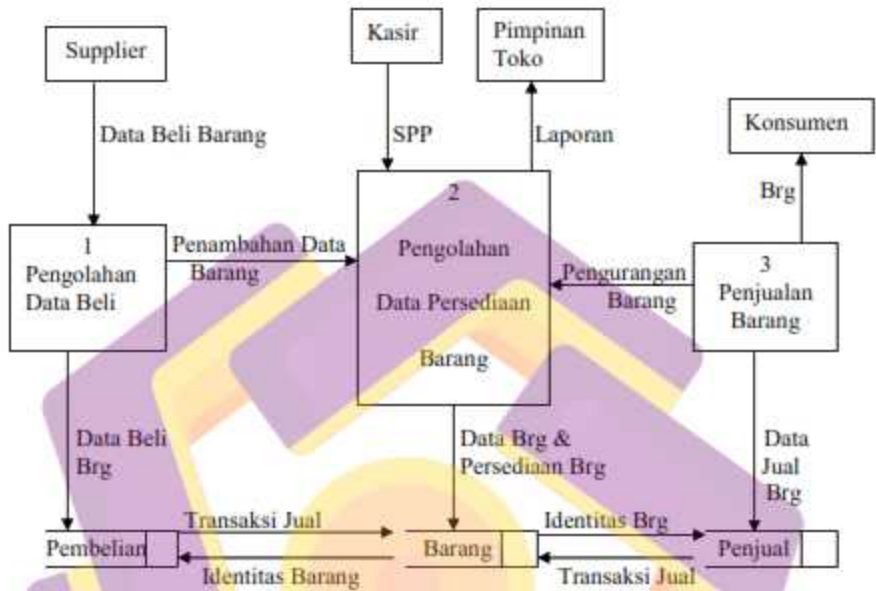 Supplier
Kasir
Pimpinan
Toko
Konsumen
Data Beli Barang
SPP
Laporan
Brg
1
Pengolahan
Data Beli
Penambahan Data
Barang
2
Pengolahan
Data Persediaan
Barang
Pengurangan
Barang
3
Penjualan
Barang
Data Beli
Brg
Data Brg &
Persediaan Brg
Data
Jual
Brg
Pembelian
Transaksi Jual
Identitas Barang
Barang
Identitas Brg
Transaksi Jual
Penjual